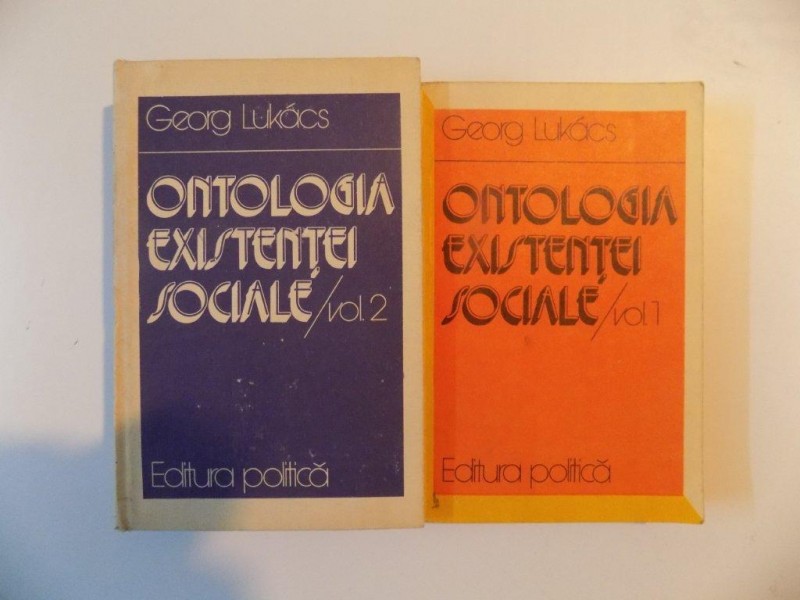 Georg Lukács
ONTOLOGIA
EXISTENȚEI
SOCIALE/vol. 2
Editura politică
Georg Lukács
ONTOLOGIA
EXISTENȚEI
SOCIALE/vol. 1
Editura politică